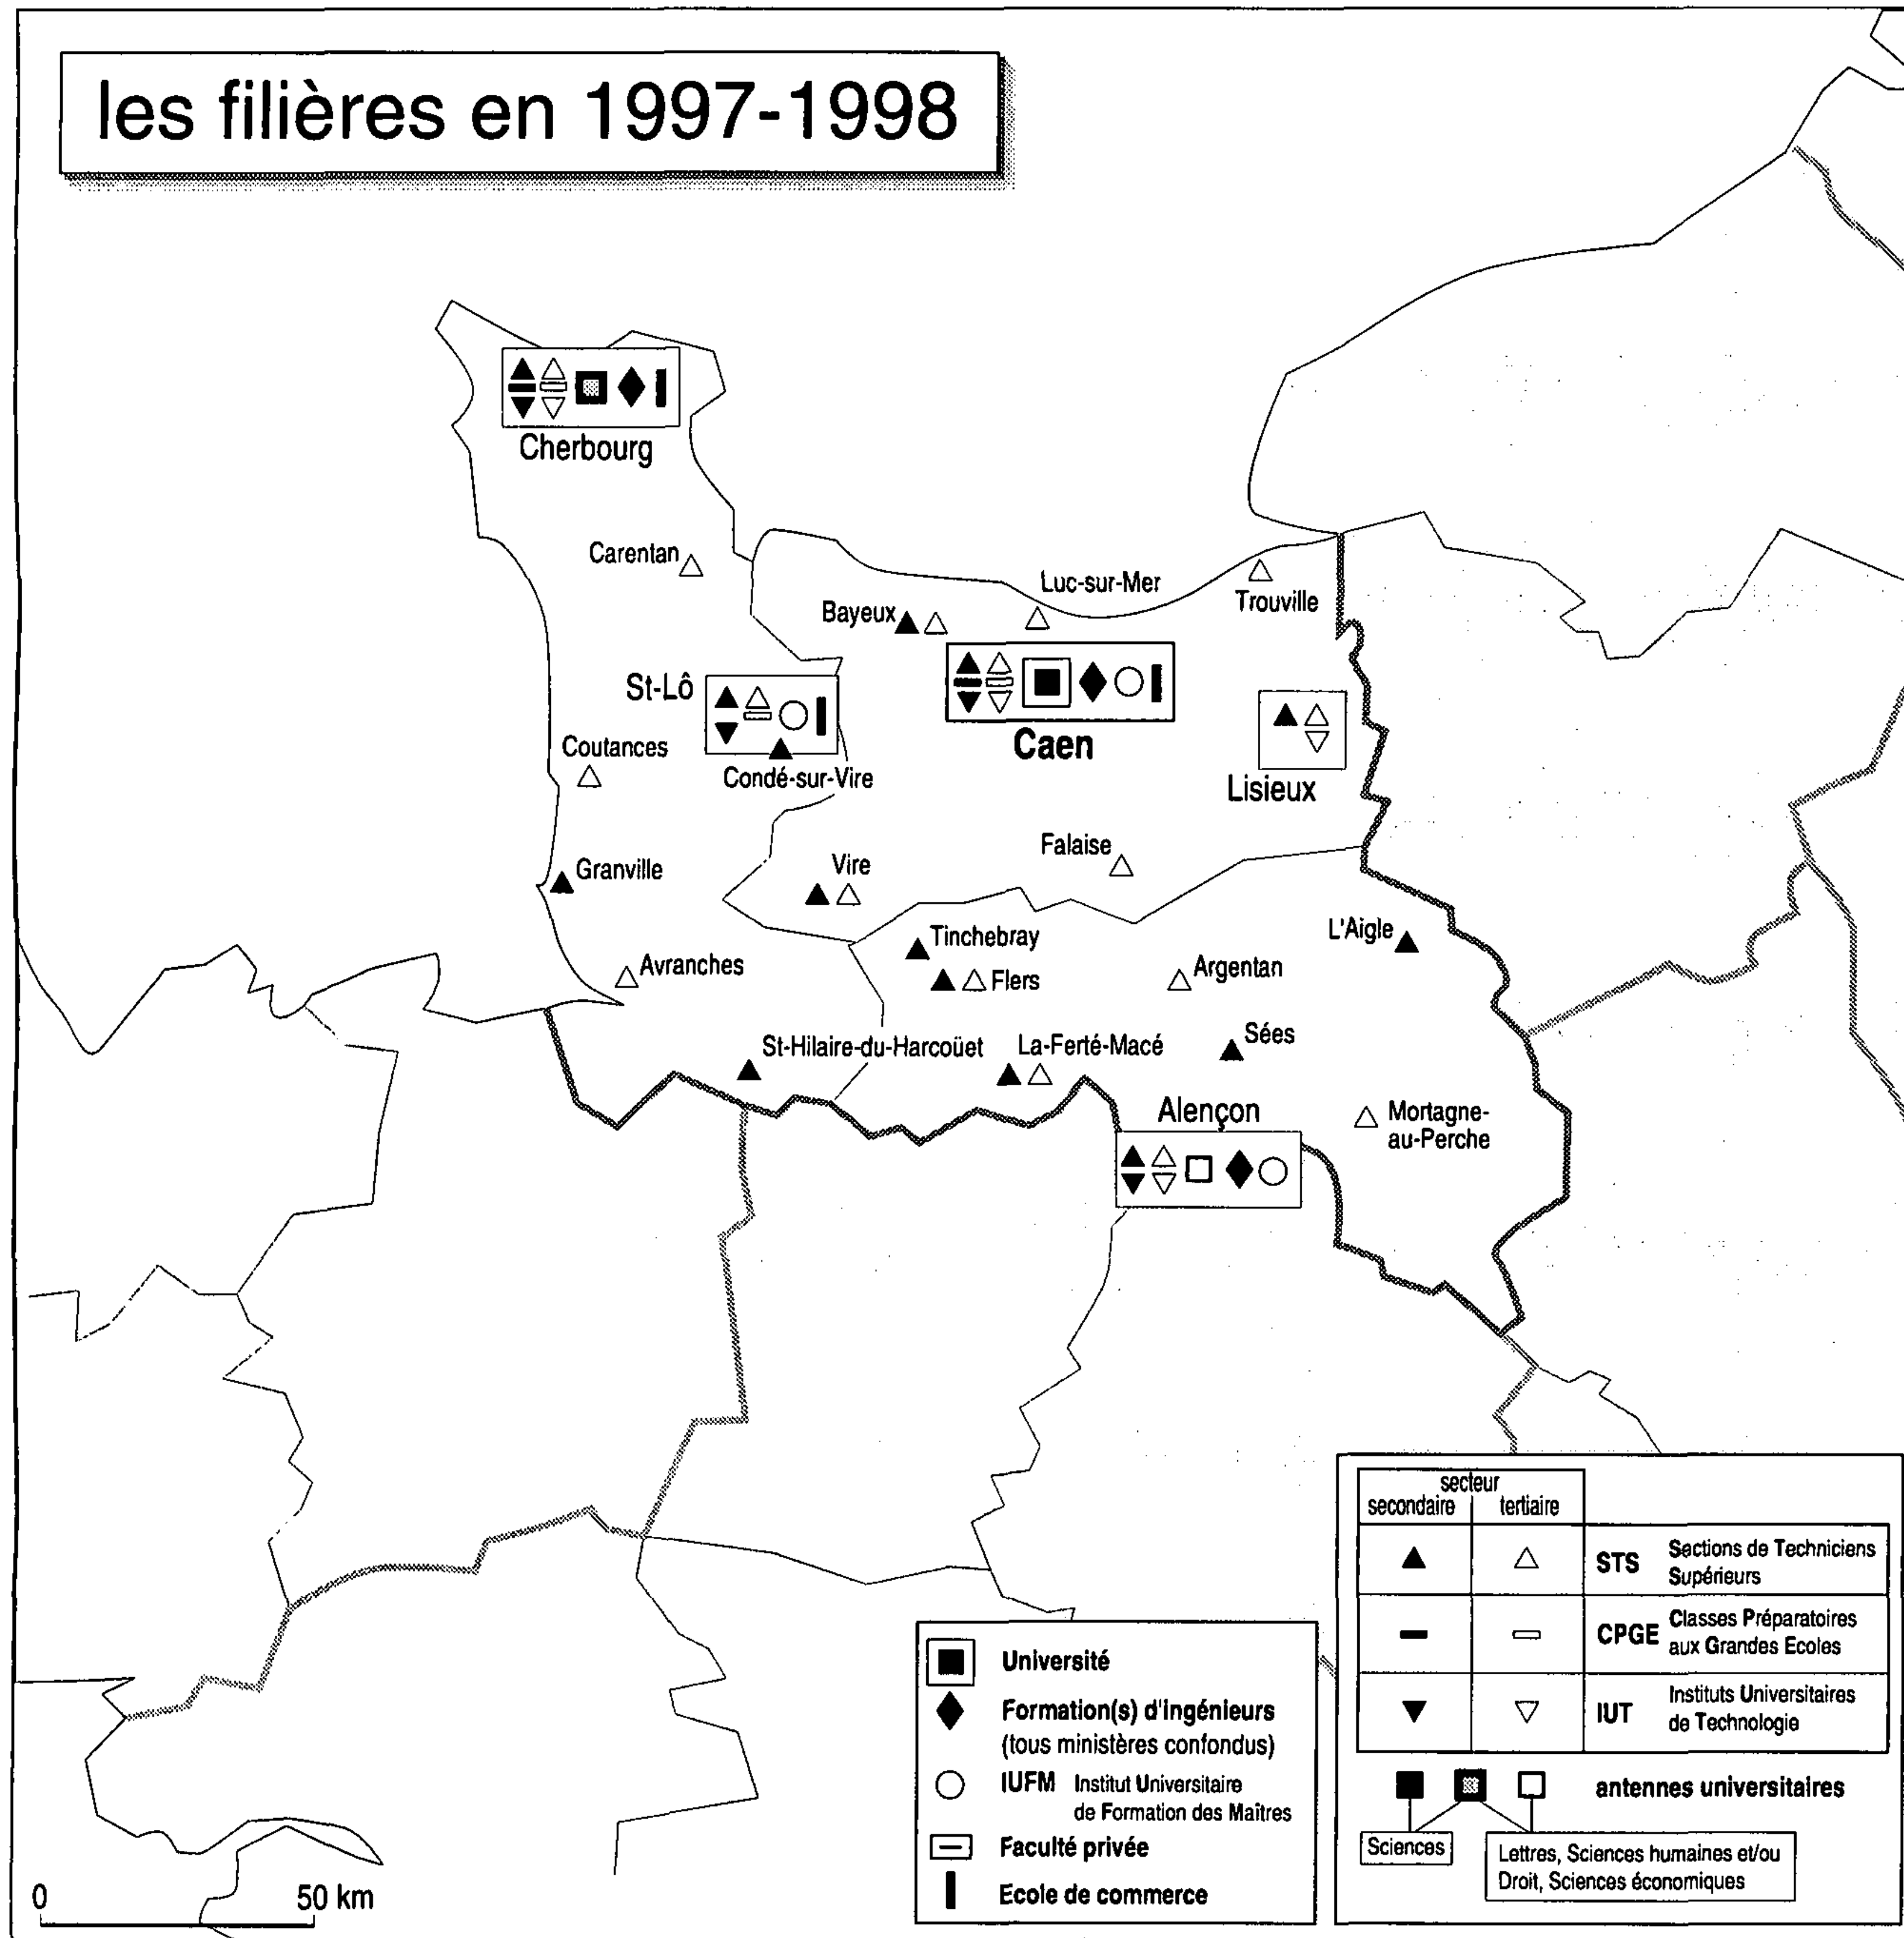 les filières en 1997-1998
Cherbourg
Carentan
Luc-sur-Mer
Trouville
Bayeux
St-Lô
Caen
Coutances
Condé-sur-Vire
Lisieux
Falaise
Granville
Vire
L'Aigle
Tinchebray
Avranches
Flers
Argentan
Sées
St-Hilaire-du-Harcoüet
La-Ferté-Macé
Alençon
Mortagne-
au-Perche
secteur
secondaire tertiaire
STS Sections de Techniciens
Supérieurs
CPGE Classes Préparatoires
aux Grandes Ecoles
IUT Instituts Universitaires
de Technologie
antennes universitaires
Sciences
Lettres, Sciences humaines et/ou
Droit, Sciences économiques
Université
Formation(s) d'Ingénieurs
(tous ministères confondus)
IUFM Institut Universitaire
de Formation des Maîtres
Faculté privée
Ecole de commerce
0 50 km